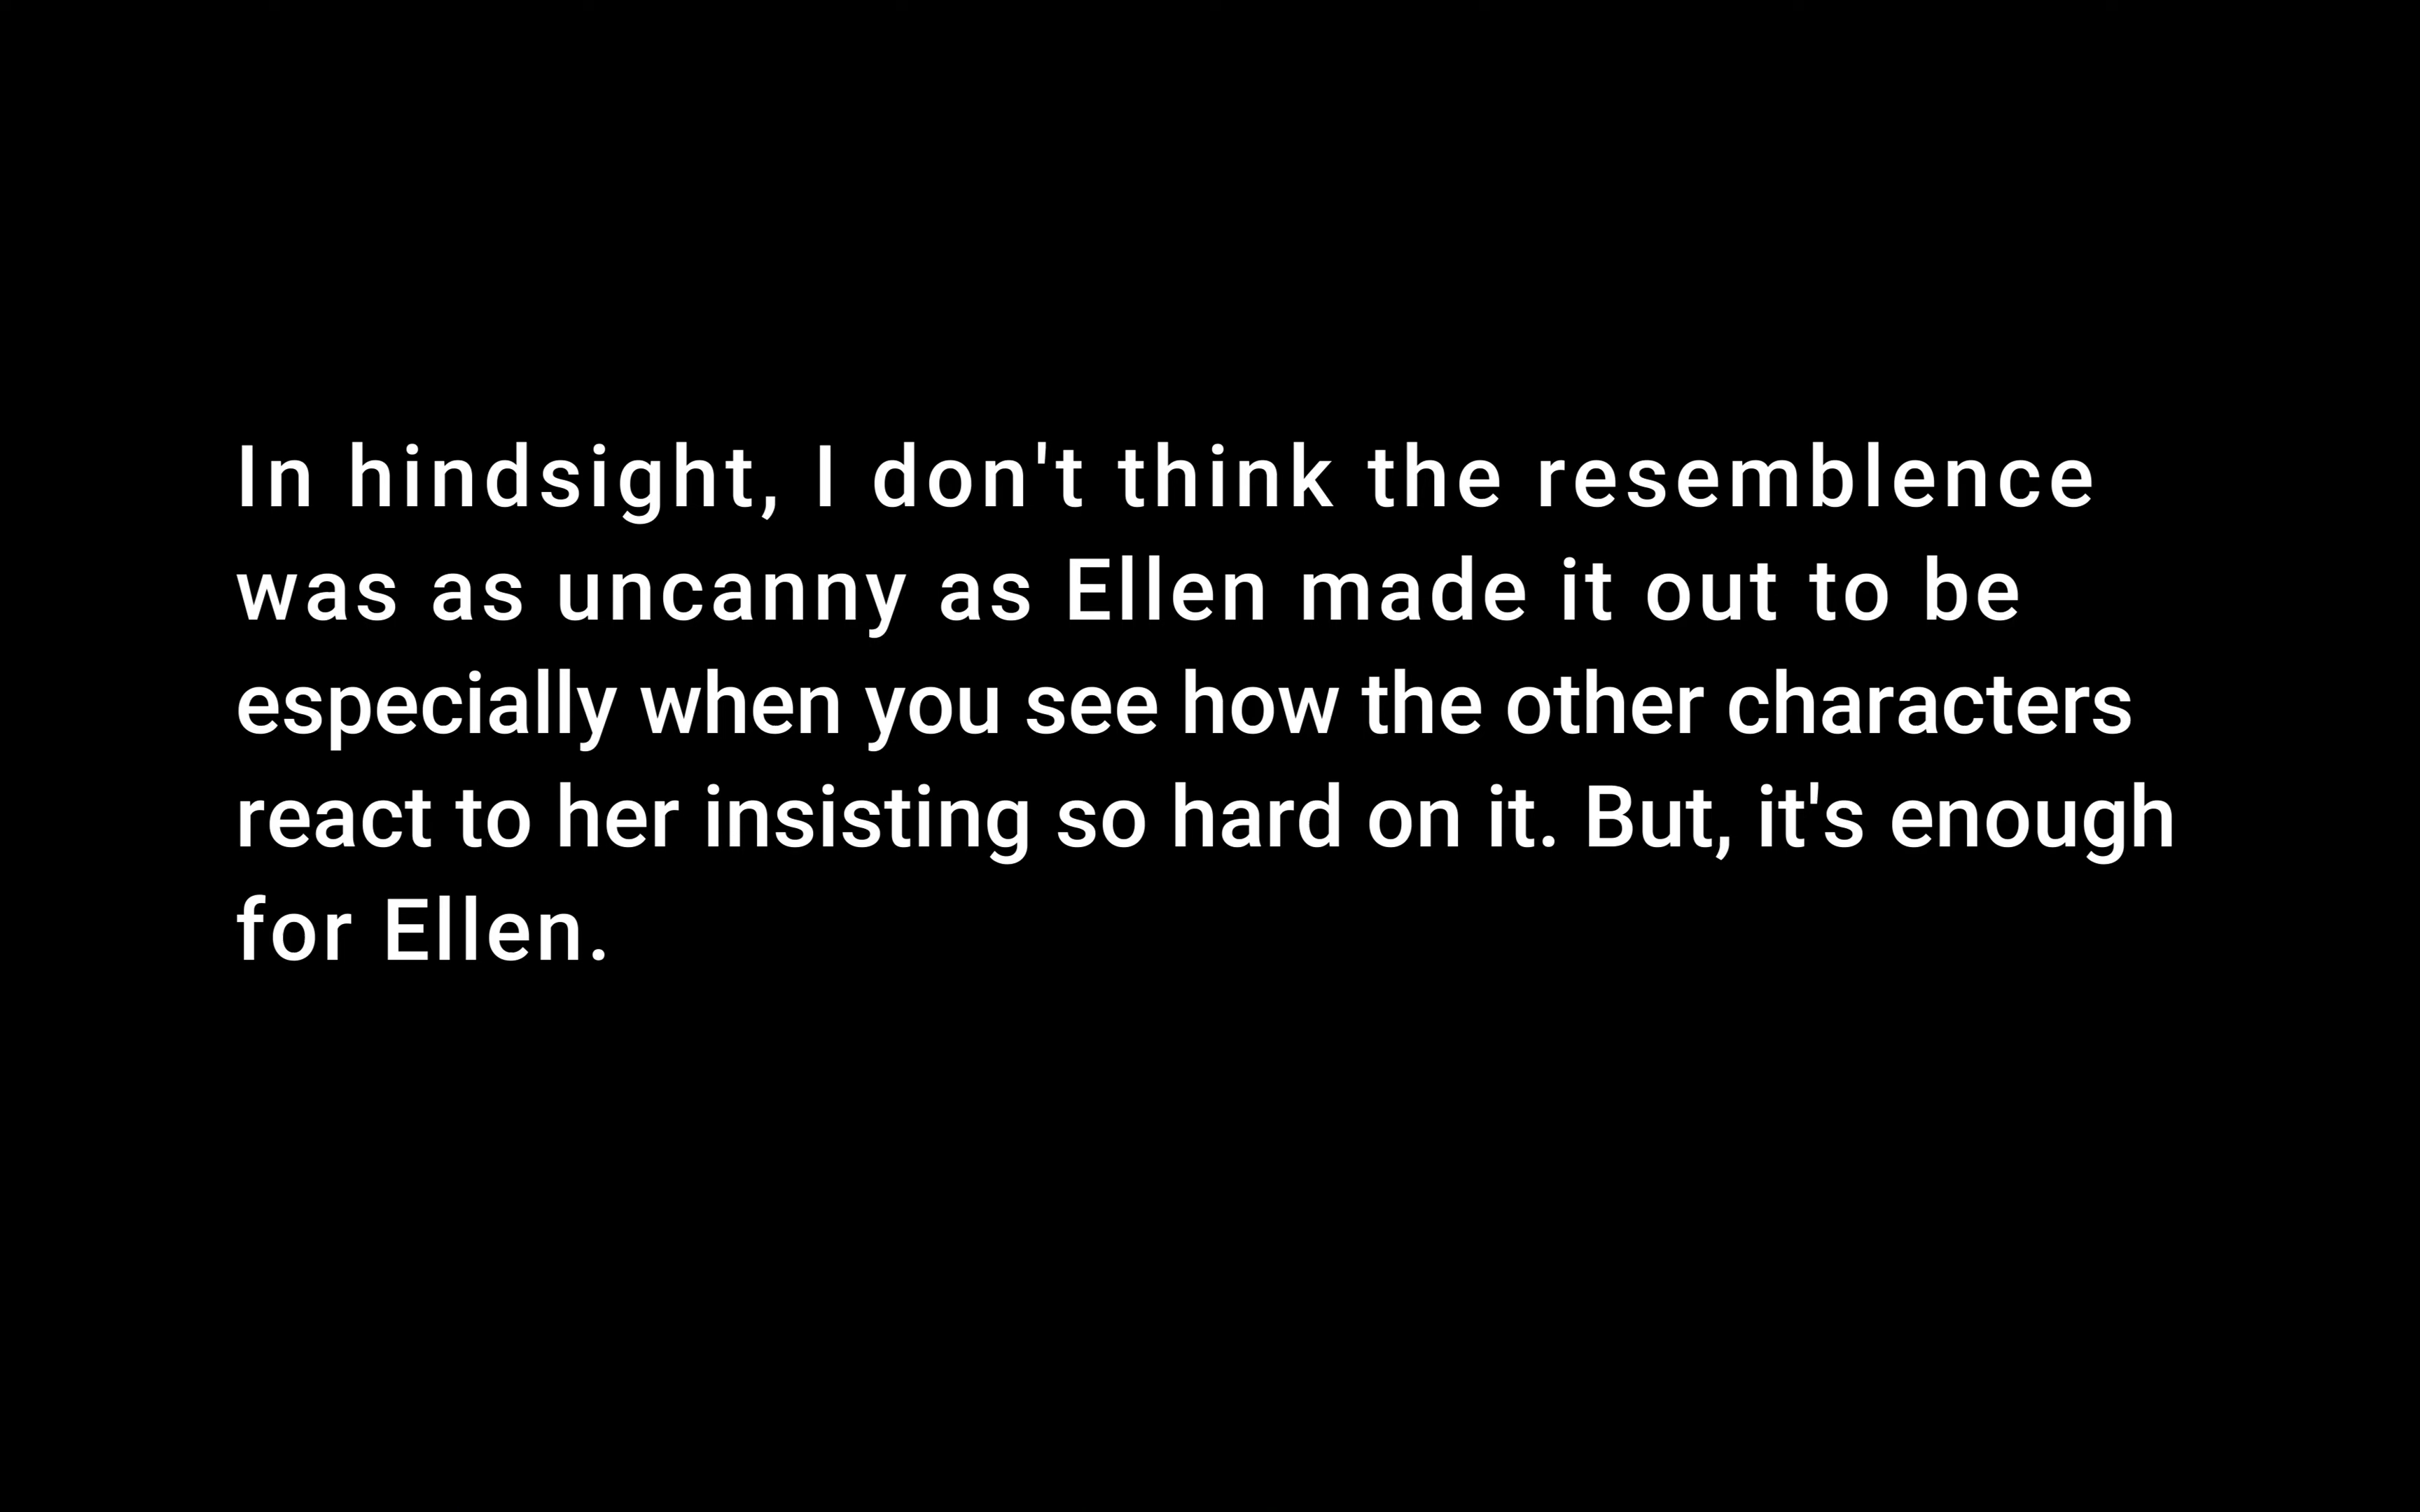 In hindsight, I don't think the resemblence
was as uncanny as Ellen made it out to be
especially when you see how the other characters
react to her insisting so hard on it. But, it's enough
for Ellen.